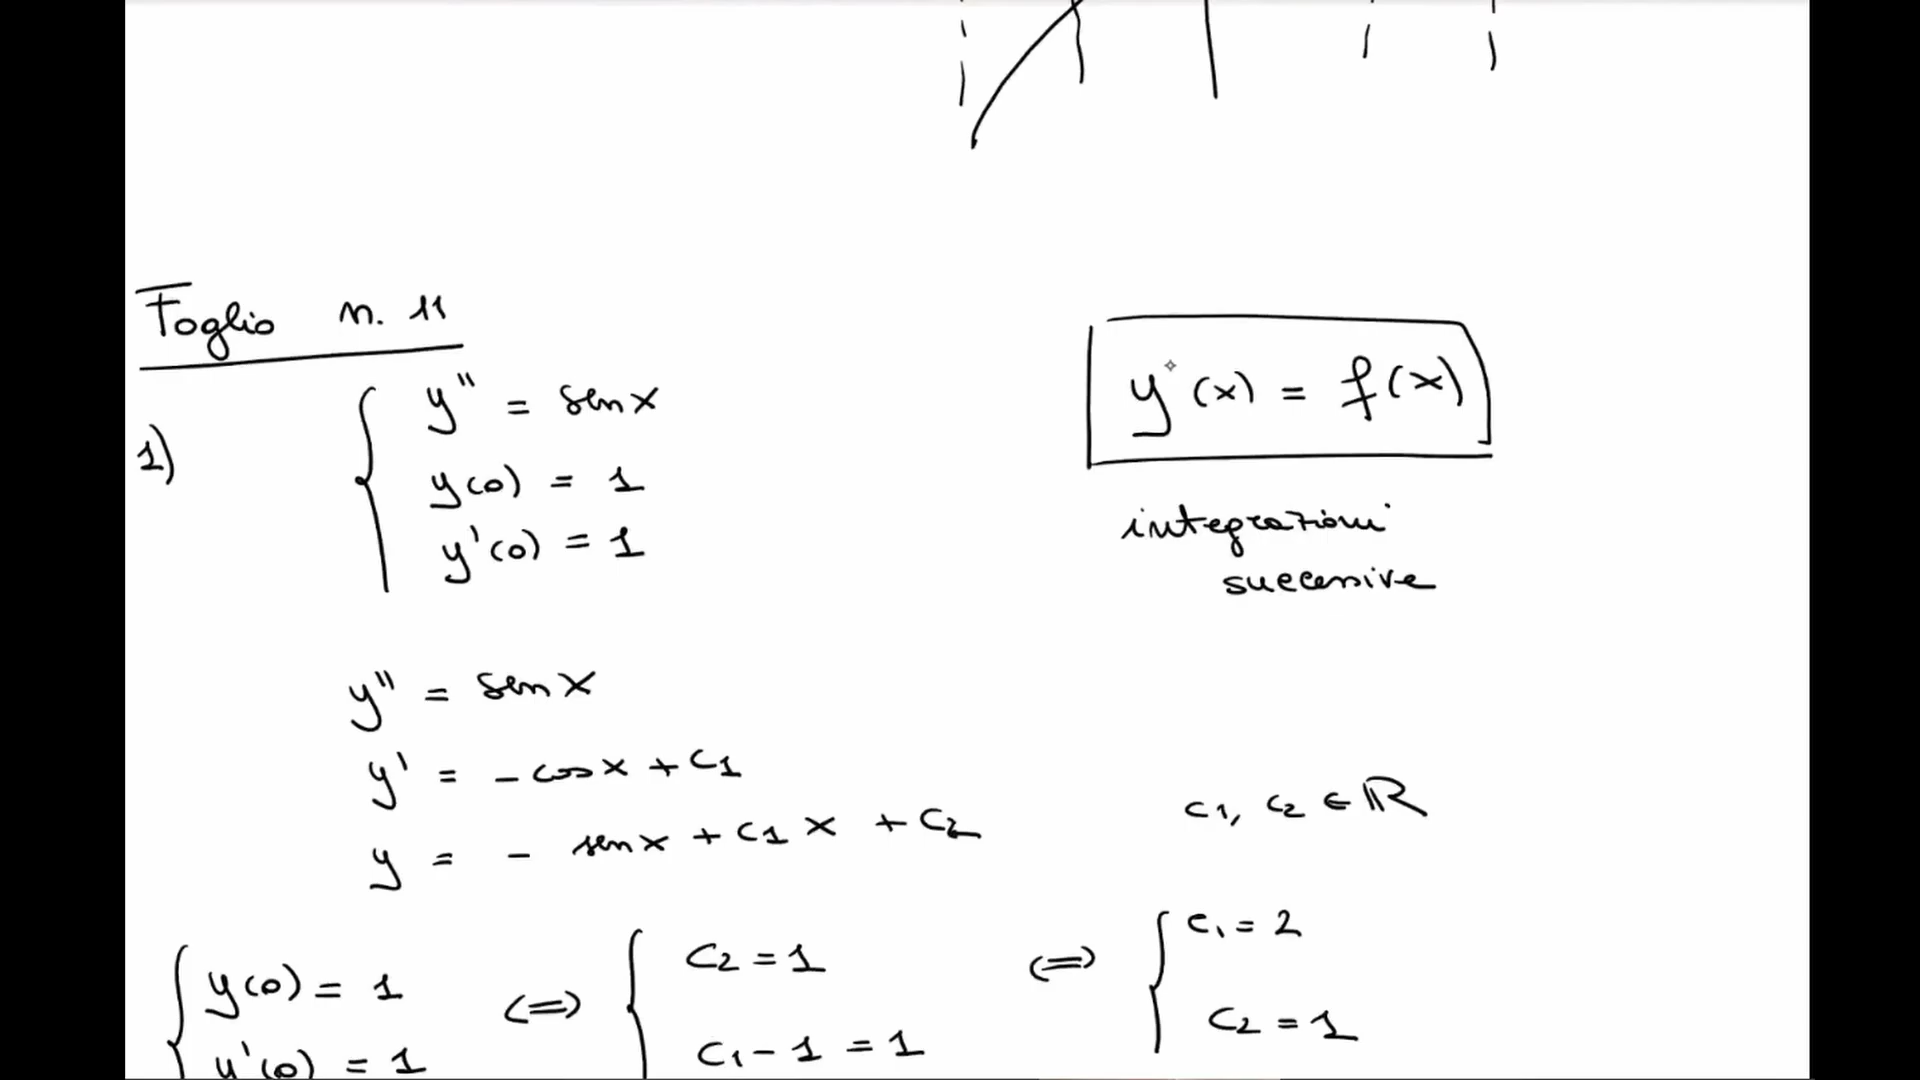 Foglio n. 11
1)
y'' = sen x
y(0) = 1
y'(0) = 1
y (x) = f(x)
integrazioni
successive
y'' = sen x
y' = - cos x + c1
y = - sen x + c1 x + c2
c1, c2 ∈ ℝ
y(0) = 1
y'(0) = 1
⇔
c2 = 1
c1 - 1 = 1
⇔
c1 = 2
c2 = 1